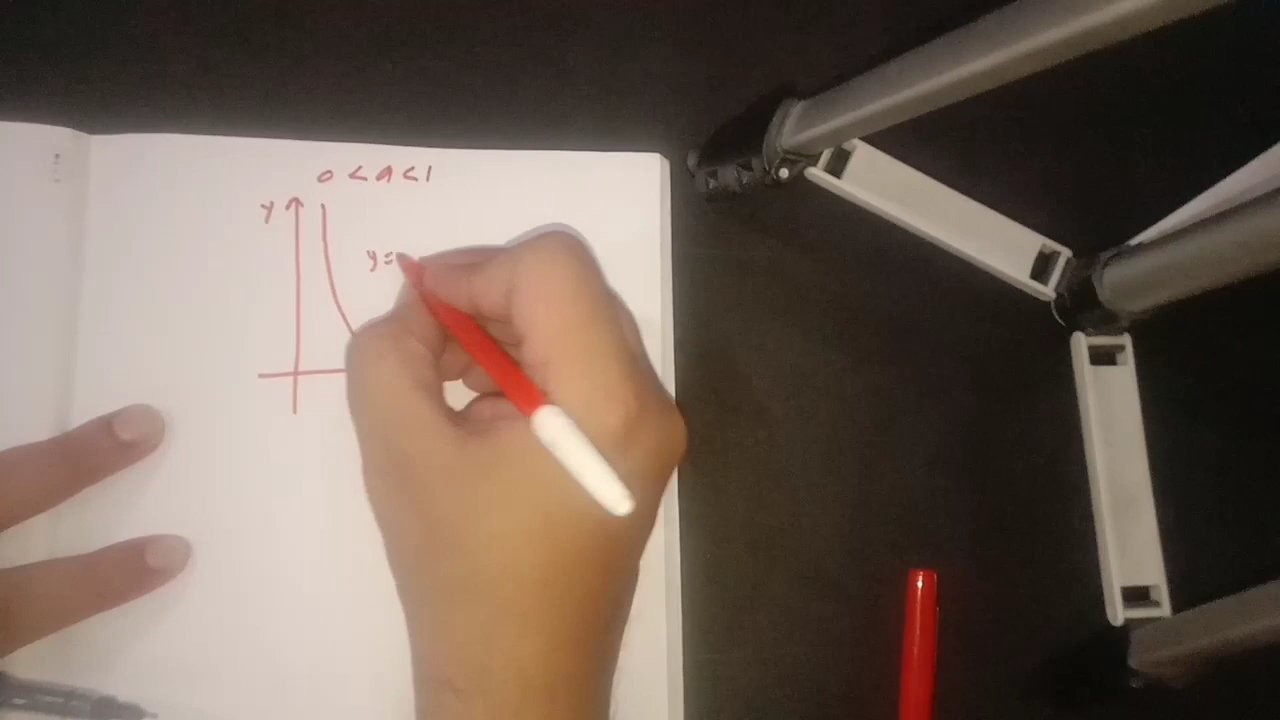 0 < a < 1
y
y=